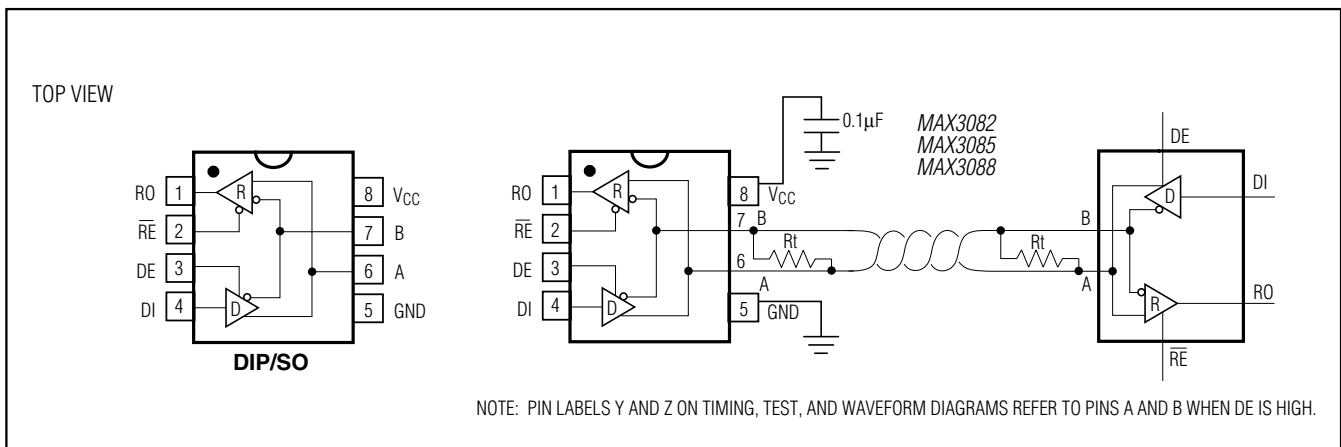 TOP VIEW
RO 1
R̅E̅ 2
DE 3
DI 4
R
D
8 VCC
7 B
6 A
5 GND
DIP/SO
RO 1
R̅E̅ 2
DE 3
DI 4
R
D
8 VCC
7 B
6 A
5 GND
0.1µF
Rt
MAX3082
MAX3085
MAX3088
Rt
B
A
DE
D
DI
R
RO
R̅E̅
NOTE: PIN LABELS Y AND Z ON TIMING, TEST, AND WAVEFORM DIAGRAMS REFER TO PINS A AND B WHEN DE IS HIGH.